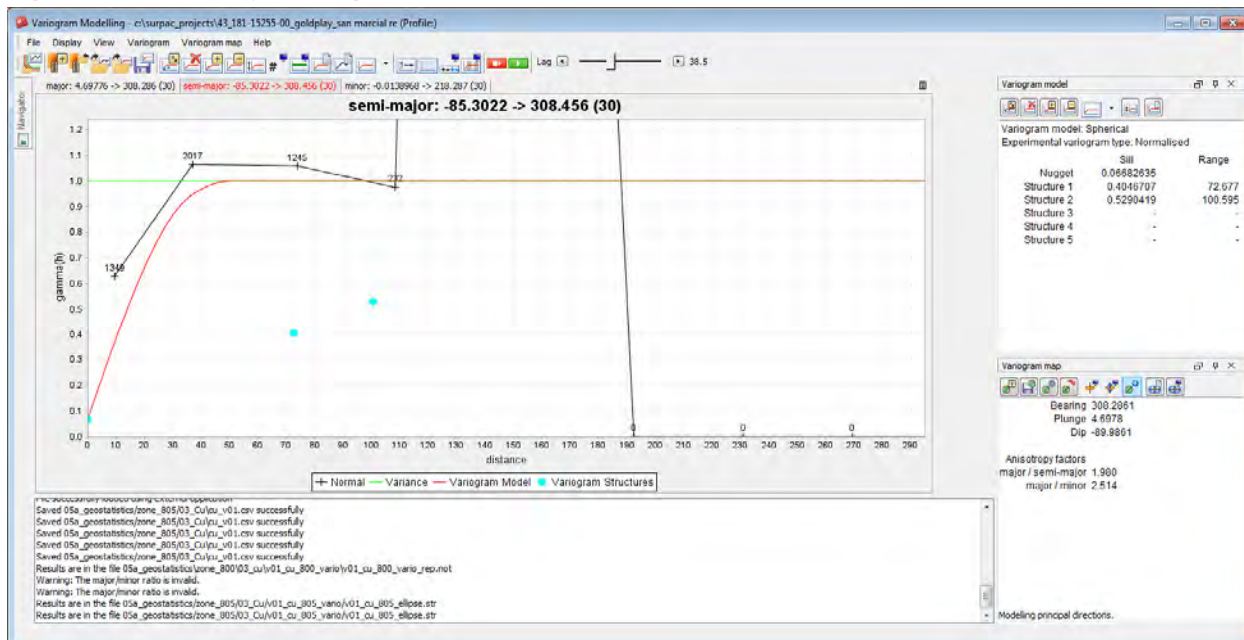 Variogram Modelling - c:\surpac_projects\43_181-15255-00_goldplay_san marcial re (Profile:)
File Display View Variogram Variogram map Help
Lag 38.5
major: 4.69776 -> 308.286 (30) semi-major: -85.3022 -> 308.456 (30) minor: -0.0138968 -> 218.287 (30)
Navigator
semi-major: -85.3022 -> 308.456 (30)
gamma(h)
1.2
1.1
1.0
0.9
0.8
0.7
0.6
0.5
0.4
0.3
0.2
0.1
0.0
1349
2017
1245
0
0
0
0 10 20 30 40 50 60 70 80 90 100 110 120 130 140 150 160 170 180 190 200 210 220 230 240 250 260 270 280 290
distance
Normal Variance Variogram Model Variogram Structures
File successfully loaded using external application
Saved 05a_geostatistics/zone_805/03_Cu\cu_v01.csv successfully
Saved 05a_geostatistics/zone_805/03_Cu\cu_v01.csv successfully
Saved 05a_geostatistics/zone_805/03_Cu\cu_v01.csv successfully
Saved 05a_geostatistics/zone_805/03_Cu\cu_v01.csv successfully
Results are in the file 05a_geostatistics\zone_800\03_cu\v01_cu_800_vario\v01_cu_800_vario_rep.not
Warning: The major/minor ratio is invalid.
Warning: The major/minor ratio is invalid.
Results are in the file 05a_geostatistics/zone_805/03_Cu/v01_cu_805_vario/v01_cu_805_elipse.str
Results are in the file 05a_geostatistics/zone_805/03_Cu/v01_cu_805_vario/v01_cu_805_elipse.str
Variogram model
Variogram model: Spherical
Experimental variogram type: Normalised
Sill Range
Nugget 0.06682635
Structure 1 0.4046707 72.677
Structure 2 0.5290419 100.595
Structure 3 - -
Structure 4 - -
Structure 5 - -
Variogram map
Bearing 308.2861
Plunge 4.6978
Dip -89.9861
Anisotropy factors
major / semi-major 1.980
major / minor 2.514
Modeling principal directions.